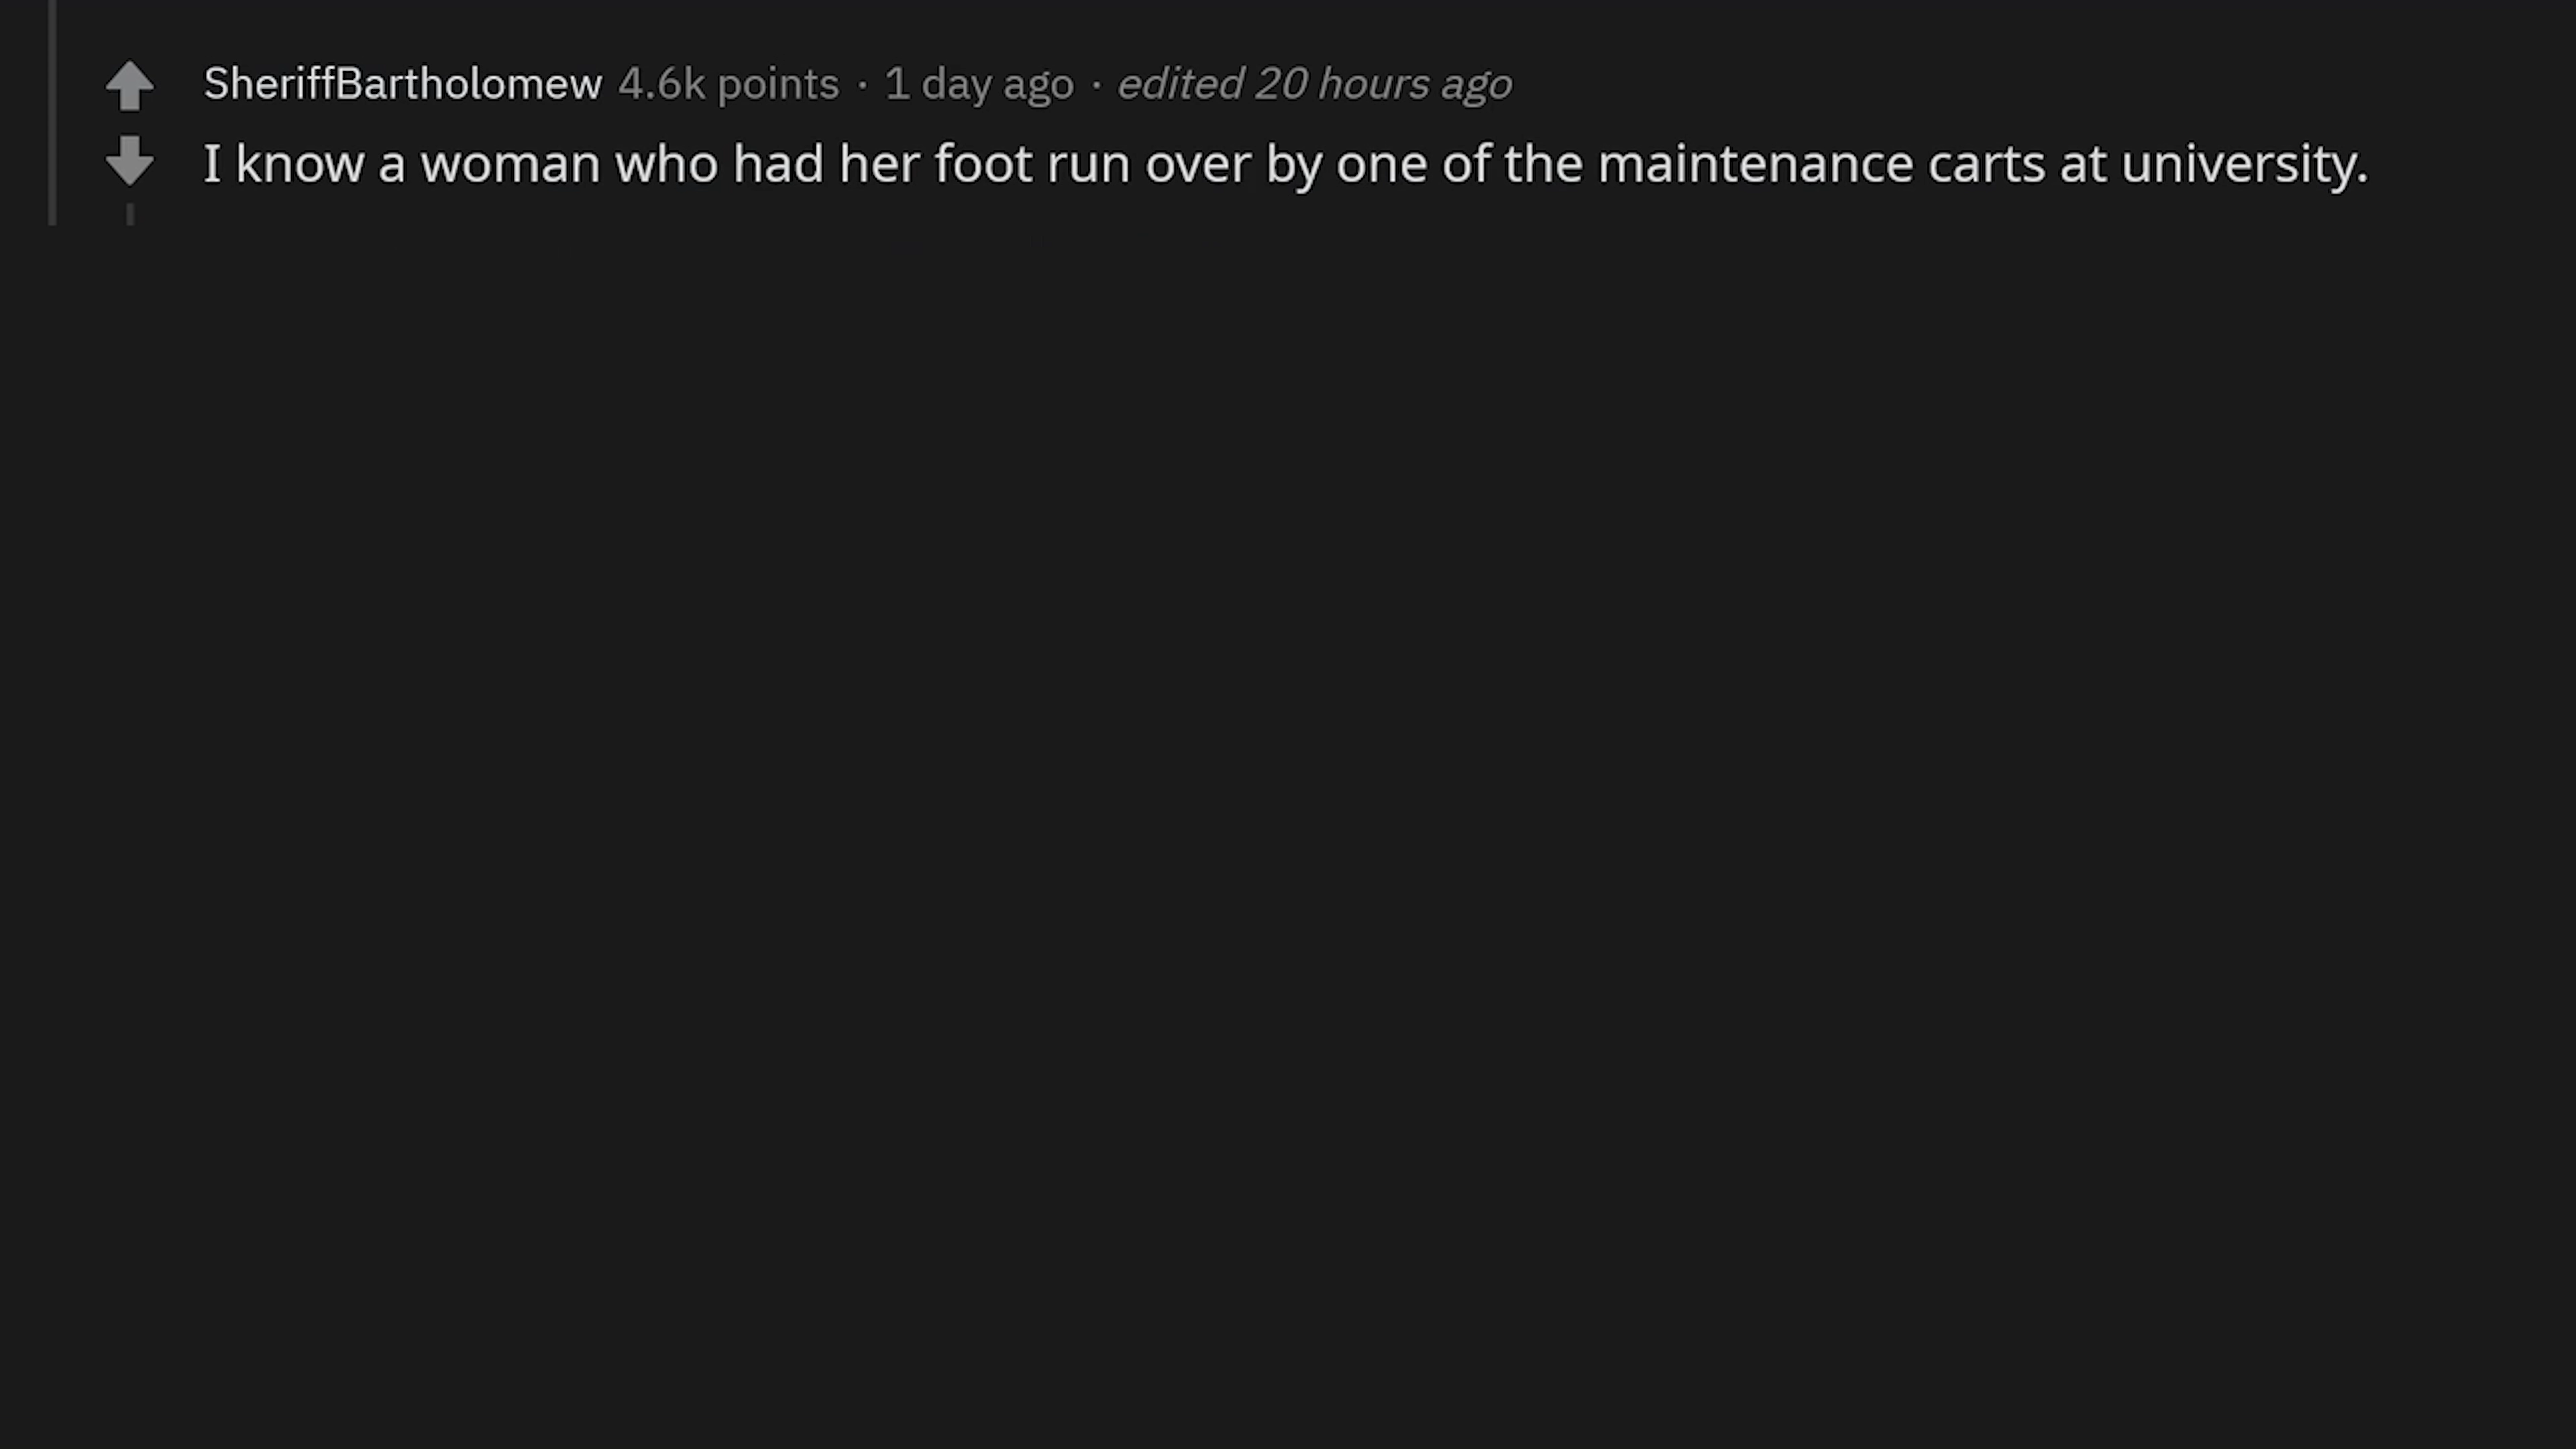 SheriffBartholomew 4.6k points · 1 day ago · edited 20 hours ago
I know a woman who had her foot run over by one of the maintenance carts at university.